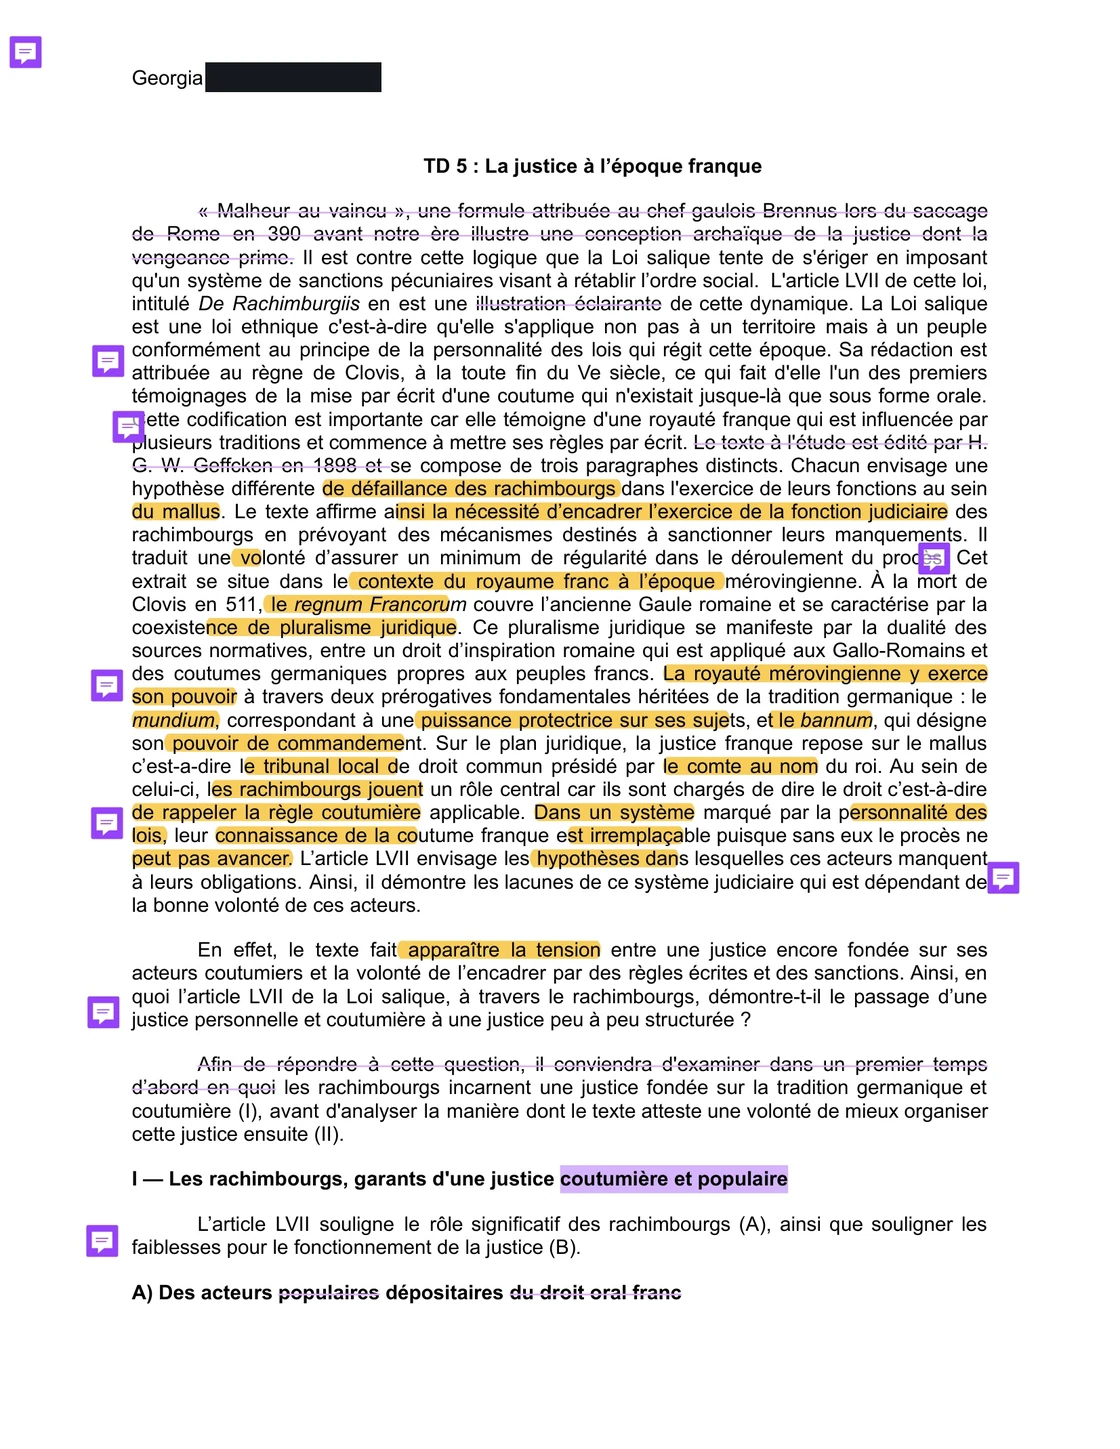 Georgia
TD 5 : La justice à l’époque franque
« Malheur au vaincu », une formule attribuée au chef gaulois Brennus lors du saccage
de Rome en 390 avant notre ère illustre une conception archaïque de la justice dont la
vengeance prime. Il est contre cette logique que la Loi salique tente de s'ériger en imposant
qu'un système de sanctions pécuniaires visant à rétablir l’ordre social. L'article LVII de cette loi,
intitulé De Rachimburgiis en est une illustration éclairante de cette dynamique. La Loi salique
est une loi ethnique c'est-à-dire qu'elle s'applique non pas à un territoire mais à un peuple
conformément au principe de la personnalité des lois qui régit cette époque. Sa rédaction est
attribuée au règne de Clovis, à la toute fin du Ve siècle, ce qui fait d'elle l'un des premiers
témoignages de la mise par écrit d'une coutume qui n'existait jusque-là que sous forme orale.
Cette codification est importante car elle témoigne d'une royauté franque qui est influencée par
plusieurs traditions et commence à mettre ses règles par écrit. Le texte à l'étude est édité par H.
G. W. Geffcken en 1898 et se compose de trois paragraphes distincts. Chacun envisage une
hypothèse différente de défaillance des rachimbourgs dans l'exercice de leurs fonctions au sein
du mallus. Le texte affirme ainsi la nécessité d’encadrer l’exercice de la fonction judiciaire des
rachimbourgs en prévoyant des mécanismes destinés à sanctionner leurs manquements. Il
traduit une volonté d’assurer un minimum de régularité dans le déroulement du procès Cet
extrait se situe dans le contexte du royaume franc à l’époque mérovingienne. À la mort de
Clovis en 511, le regnum Francorum couvre l’ancienne Gaule romaine et se caractérise par la
coexistence de pluralisme juridique. Ce pluralisme juridique se manifeste par la dualité des
sources normatives, entre un droit d’inspiration romaine qui est appliqué aux Gallo-Romains et
des coutumes germaniques propres aux peuples francs. La royauté mérovingienne y exerce
son pouvoir à travers deux prérogatives fondamentales héritées de la tradition germanique : le
mundium, correspondant à une puissance protectrice sur ses sujets, et le bannum, qui désigne
son pouvoir de commandement. Sur le plan juridique, la justice franque repose sur le mallus
c’est-a-dire le tribunal local de droit commun présidé par le comte au nom du roi. Au sein de
celui-ci, les rachimbourgs jouent un rôle central car ils sont chargés de dire le droit c’est-à-dire
de rappeler la règle coutumière applicable. Dans un système marqué par la personnalité des
lois, leur connaissance de la coutume franque est irremplaçable puisque sans eux le procès ne
peut pas avancer. L’article LVII envisage les hypothèses dans lesquelles ces acteurs manquent
à leurs obligations. Ainsi, il démontre les lacunes de ce système judiciaire qui est dépendant de
la bonne volonté de ces acteurs.
En effet, le texte fait apparaître la tension entre une justice encore fondée sur ses
acteurs coutumiers et la volonté de l’encadrer par des règles écrites et des sanctions. Ainsi, en
quoi l’article LVII de la Loi salique, à travers le rachimbourgs, démontre-t-il le passage d’une
justice personnelle et coutumière à une justice peu à peu structurée ?
Afin de répondre à cette question, il conviendra d'examiner dans un premier temps
d’abord en quoi les rachimbourgs incarnent une justice fondée sur la tradition germanique et
coutumière (I), avant d'analyser la manière dont le texte atteste une volonté de mieux organiser
cette justice ensuite (II).
I — Les rachimbourgs, garants d'une justice coutumière et populaire
L’article LVII souligne le rôle significatif des rachimbourgs (A), ainsi que souligner les
faiblesses pour le fonctionnement de la justice (B).
A) Des acteurs populaires dépositaires du droit oral franc